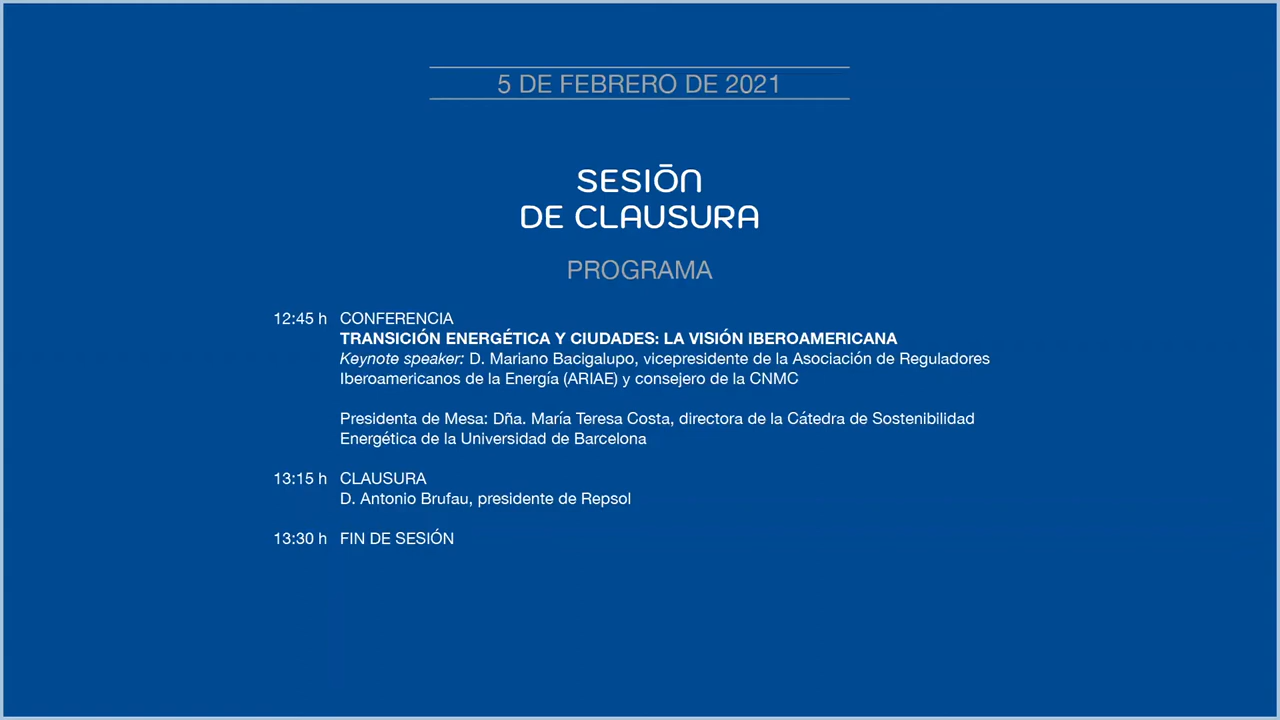 5 DE FEBRERO DE 2021
SESIÓN
DE CLAUSURA
PROGRAMA
12:45 h CONFERENCIA
TRANSICIÓN ENERGÉTICA Y CIUDADES: LA VISIÓN IBEROAMERICANA
Keynote speaker: D. Mariano Bacigalupo, vicepresidente de la Asociación de Reguladores
Iberoamericanos de la Energía (ARIAE) y consejero de la CNMC
Presidenta de Mesa: Dña. María Teresa Costa, directora de la Cátedra de Sostenibilidad
Energética de la Universidad de Barcelona
13:15 h CLAUSURA
D. Antonio Brufau, presidente de Repsol
13:30 h FIN DE SESIÓN